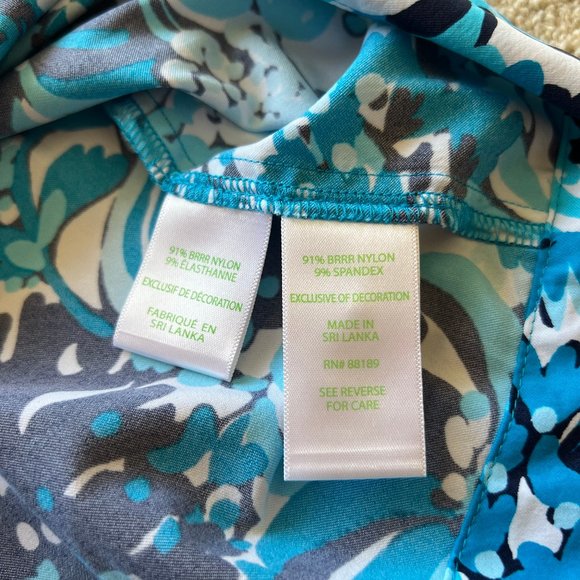 91% BRRR NYLON
9% ÉLASTHANNE
EXCLUSIF DE DÉCORATION
FABRIQUÉ EN
SRI LANKA
91% BRRR NYLON
9% SPANDEX
EXCLUSIVE OF DECORATION
MADE IN
SRI LANKA
RN# 88189
SEE REVERSE
FOR CARE